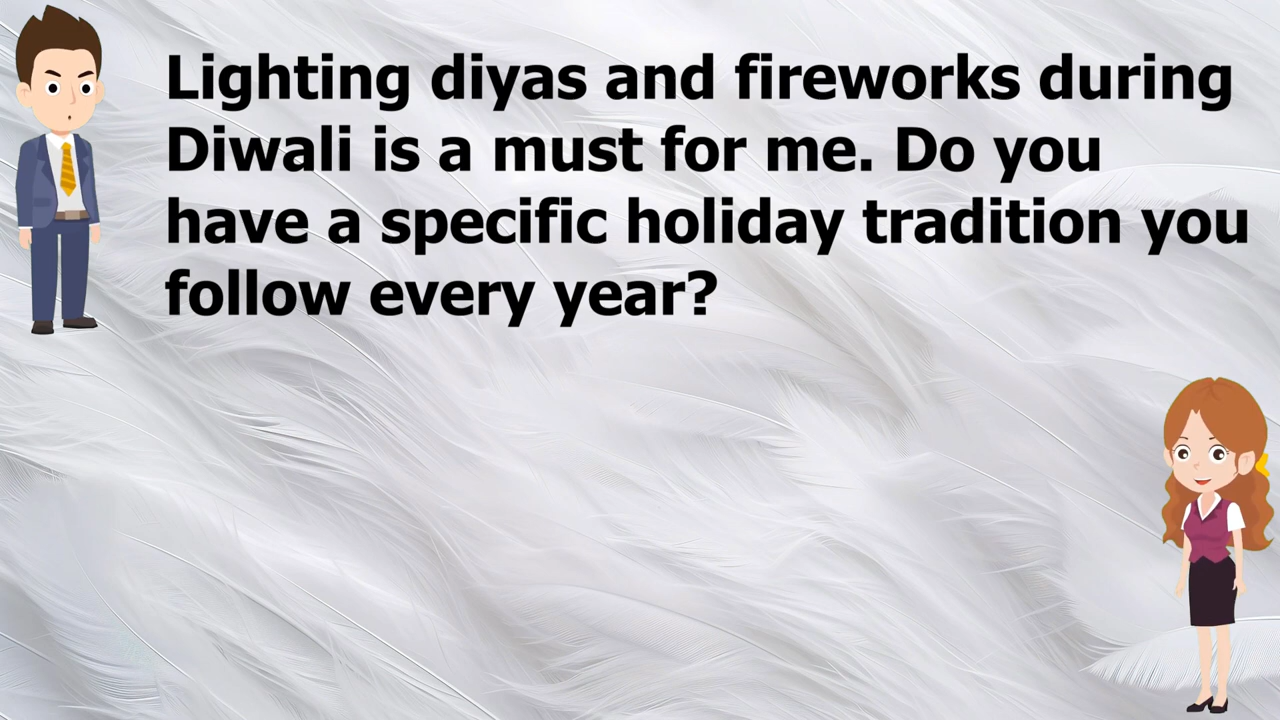 Lighting diyas and fireworks during
Diwali is a must for me. Do you
have a specific holiday tradition you
follow every year?